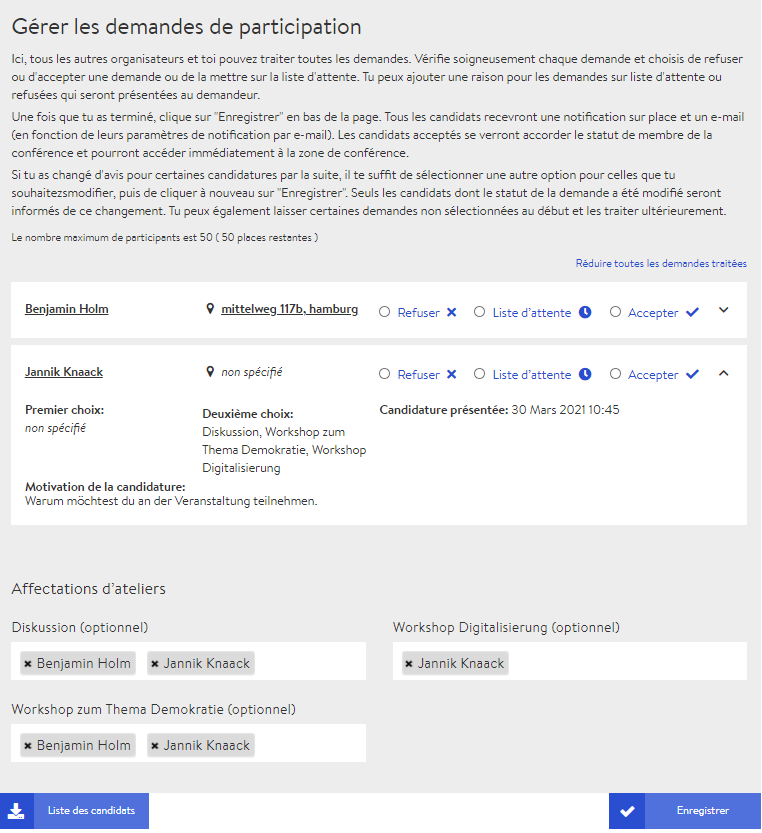 Gérer les demandes de participation
Ici, tous les autres organisateurs et toi pouvez traiter toutes les demandes. Vérifie soigneusement chaque demande et choisis de refuser
ou d'accepter une demande ou de la mettre sur la liste d'attente. Tu peux ajouter une raison pour les demandes sur liste d'attente ou
refusées qui seront présentées au demandeur.
Une fois que tu as terminé, clique sur "Enregistrer" en bas de la page. Tous les candidats recevront une notification sur place et un e-mail
(en fonction de leurs paramètres de notification par e-mail). Les candidats acceptés se verront accorder le statut de membre de la
conférence et pourront accéder immédiatement à la zone de conférence.
Si tu as changé d'avis pour certaines candidatures par la suite, il te suffit de sélectionner une autre option pour celles que tu
souhaitezsmodifier, puis de cliquer à nouveau sur "Enregistrer". Seuls les candidats dont le statut de la demande a été modifié seront
informés de ce changement. Tu peux également laisser certaines demandes non sélectionnées au début et les traiter ultérieurement.
Le nombre maximum de participants est 50 ( 50 places restantes )
Réduire toutes les demandes traitées
Benjamin Holm mittelweg 117b, hamburg Refuser Liste d'attente Accepter
Jannik Knaack non spécifié Refuser Liste d'attente Accepter
Premier choix:
non spécifié
Deuxième choix:
Diskussion, Workshop zum
Thema Demokratie, Workshop
Digitalisierung
Candidature présentée: 30 Mars 2021 10:45
Motivation de la candidature:
Warum möchtest du an der Veranstaltung teilnehmen.
Affectations d'ateliers
Diskussion (optionnel)
Benjamin Holm Jannik Knaack
Workshop Digitalisierung (optionnel)
Jannik Knaack
Workshop zum Thema Demokratie (optionnel)
Benjamin Holm Jannik Knaack
Liste des candidats
Enregistrer